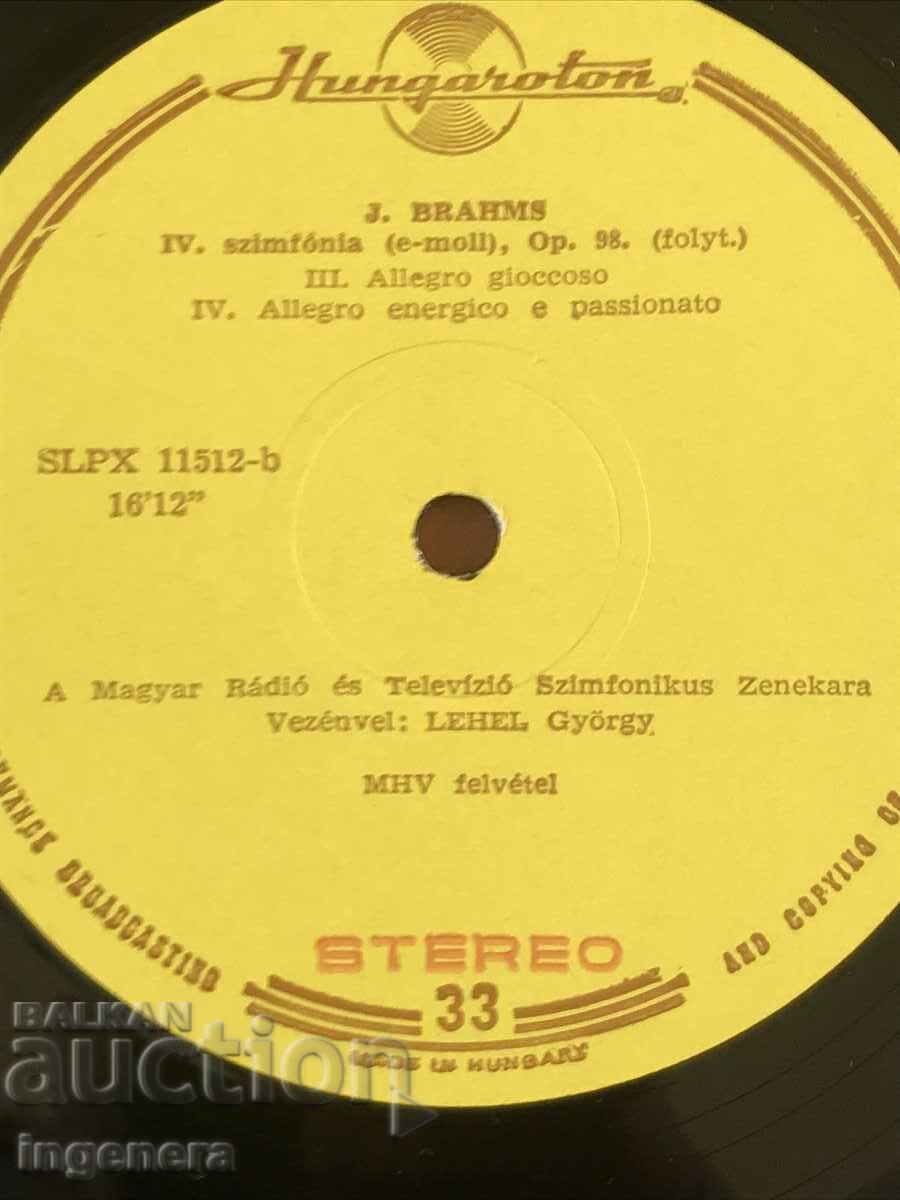 Hungaroton
J. BRAHMS
IV. szimfónia (e-moll), Op. 98. (folyt.)
III. Allegro gioccoso
IV. Allegro energico e passionato
SLPX 11512-b
16'12"
A Magyar Rádió és Televízió Szimfonikus Zenekara
Vezényel: LEHEL György
MHV felvétel
BROADCASTING
AND COPYING OF
STEREO
33
MADE IN HUNGARY
BALKAN
auction
ingenera